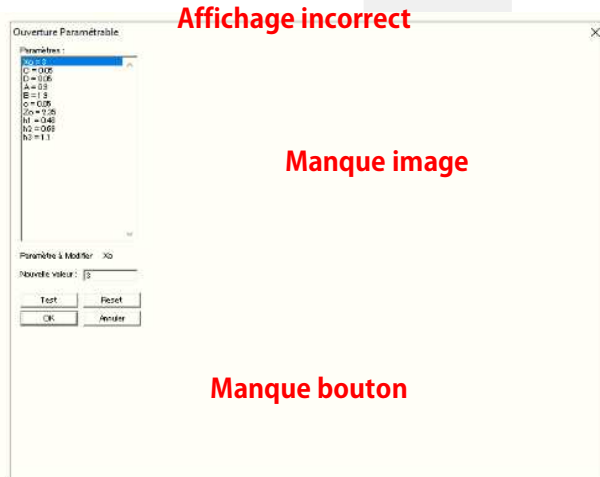 Affichage incorrect
Ouverture Paramétrable
Paramètres :
Xo = 3
C = 0.05
D = 0.05
A = 0.9
B = 1.9
o = 0.05
Zo = 2.35
h1 = 0.48
h2 = 0.69
h3 = 1.1
Manque image
Paramètre à Modifier Xo
Nouvelle valeur : 3
Test Reset
OK Annuler
Manque bouton